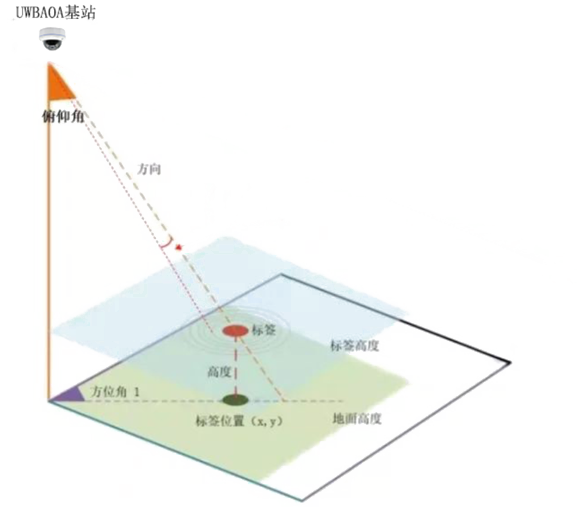 UWBAOA基站
俯仰角
方向
标签
标签高度
高度
方位角 1
标签位置（x,y）
地面高度